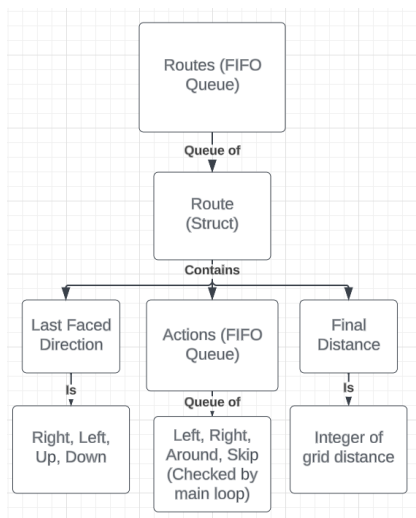 Routes (FIFO
Queue)
Queue of
Route
(Struct)
Contains
Last Faced
Direction
Actions (FIFO
Queue)
Final
Distance
Is
Queue of
Is
Right, Left,
Up, Down
Left, Right,
Around, Skip
(Checked by
main loop)
Integer of
grid distance